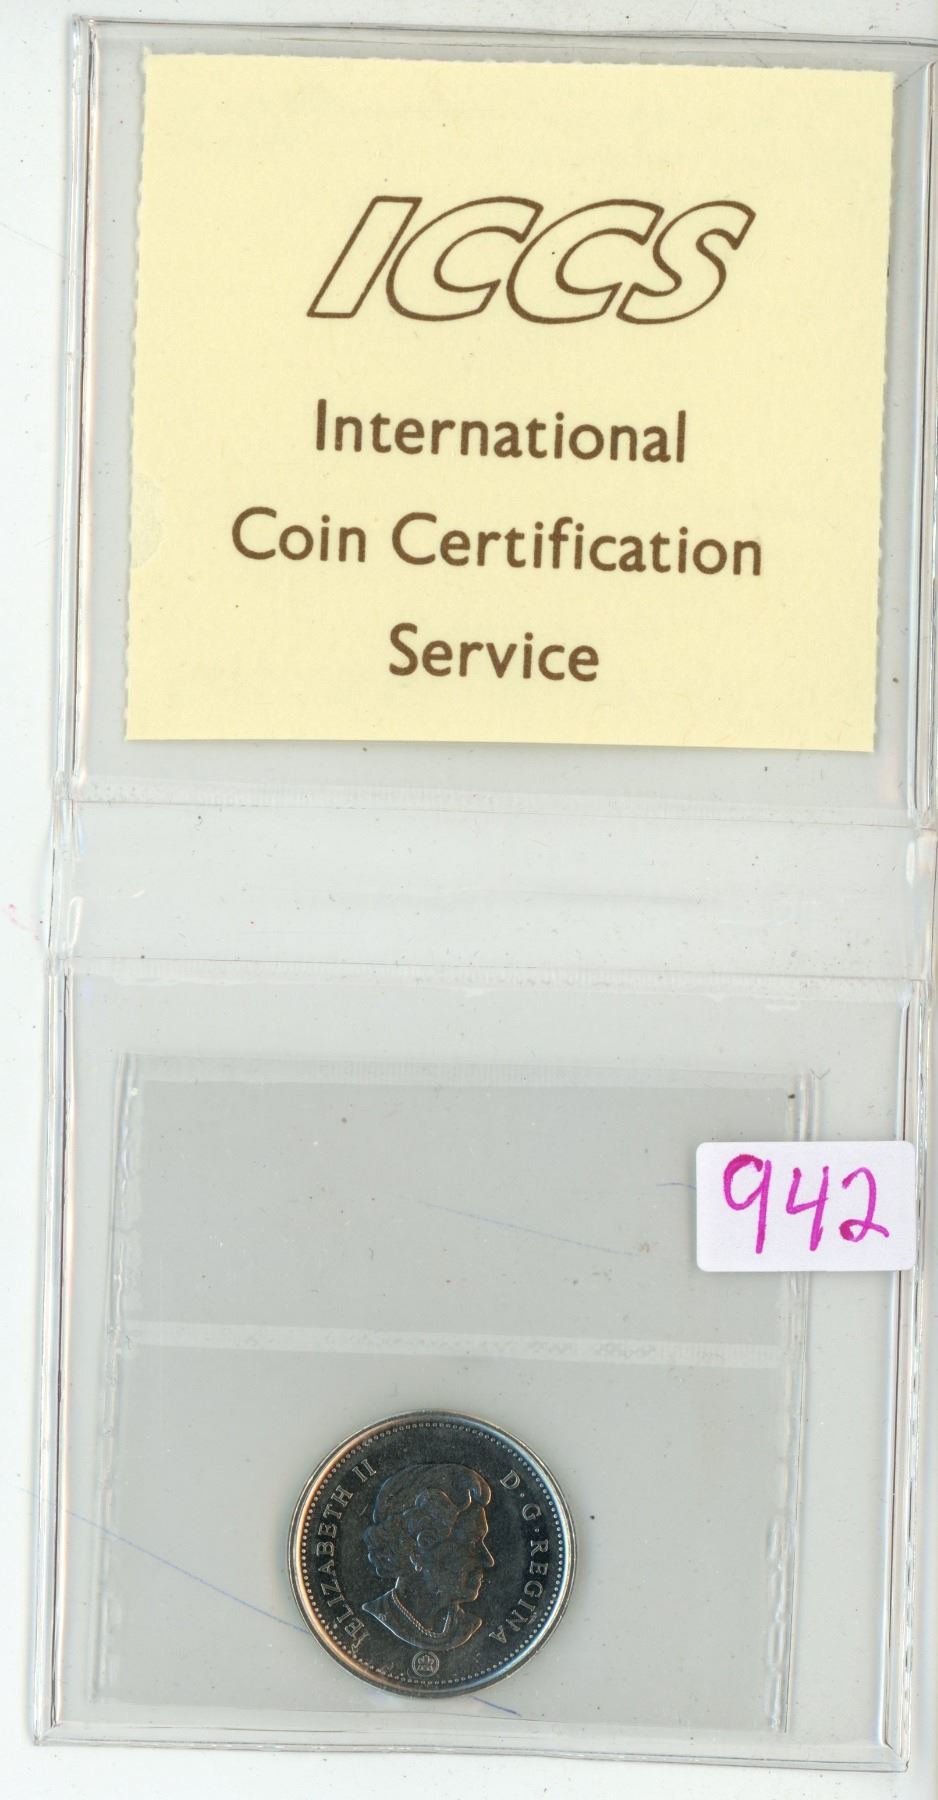 ICCS
International
Coin Certification
Service
942
ELIZABETH II
D·G·REGINA